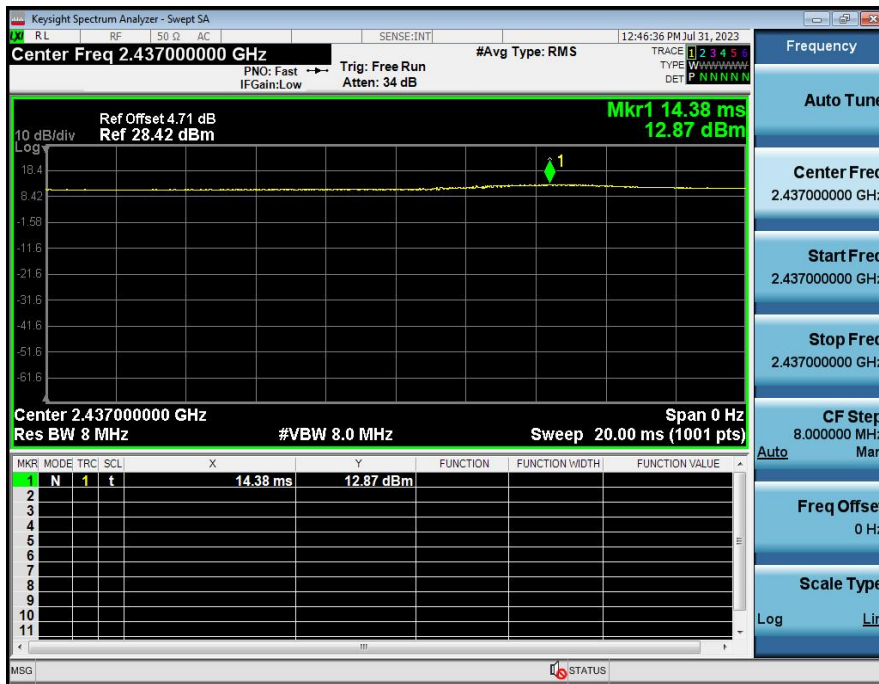 Keysight Spectrum Analyzer - Swept SA
LXI RL RF 50 Ω AC SENSE:INT 12:46:36 PM Jul 31, 2023
Center Freq 2.437000000 GHz
PNO: Fast
IFGain:Low
Trig: Free Run
Atten: 34 dB
#Avg Type: RMS
TRACE 1 2 3 4 5 6
TYPE WWWWWW
DET P N N N N N
Ref Offset 4.71 dB
10 dB/div Ref 28.42 dBm
Log
Mkr1 14.38 ms
12.87 dBm
1
18.4
8.42
-1.58
-11.6
-21.6
-31.6
-41.6
-51.6
-61.6
Center 2.437000000 GHz Span 0 Hz
Res BW 8 MHz #VBW 8.0 MHz Sweep 20.00 ms (1001 pts)
MKR MODE TRC SCL X Y FUNCTION FUNCTION WIDTH FUNCTION VALUE
1 N 1 t 14.38 ms 12.87 dBm
2
3
4
5
6
7
8
9
10
11
MSG STATUS
Frequency
Auto Tune
Center Freq
2.437000000 GHz
Start Freq
2.437000000 GHz
Stop Freq
2.437000000 GHz
CF Step
8.000000 MHz
Auto Man
Freq Offset
0 Hz
Scale Type
Log Lin